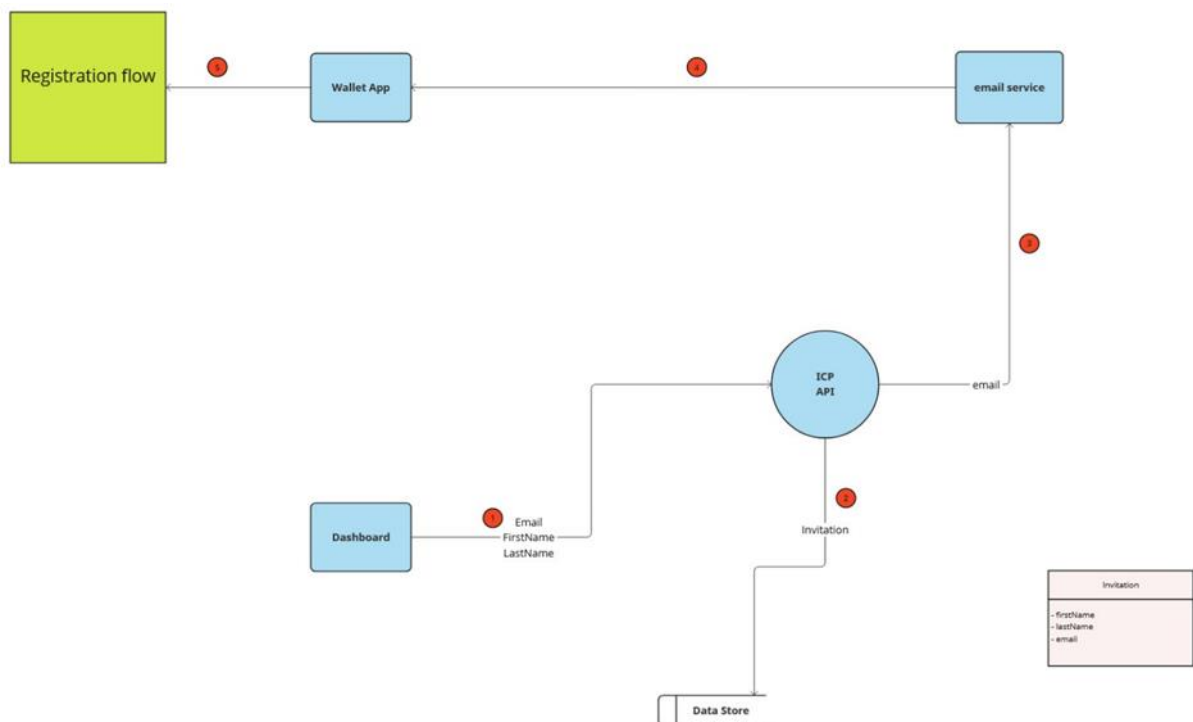 Registration flow
5
Wallet App
4
email service
3
ICP
API
email
1
Email
FirstName
LastName
Dashboard
2
Invitation
Invitation
- firstName
- lastName
- email
Data Store